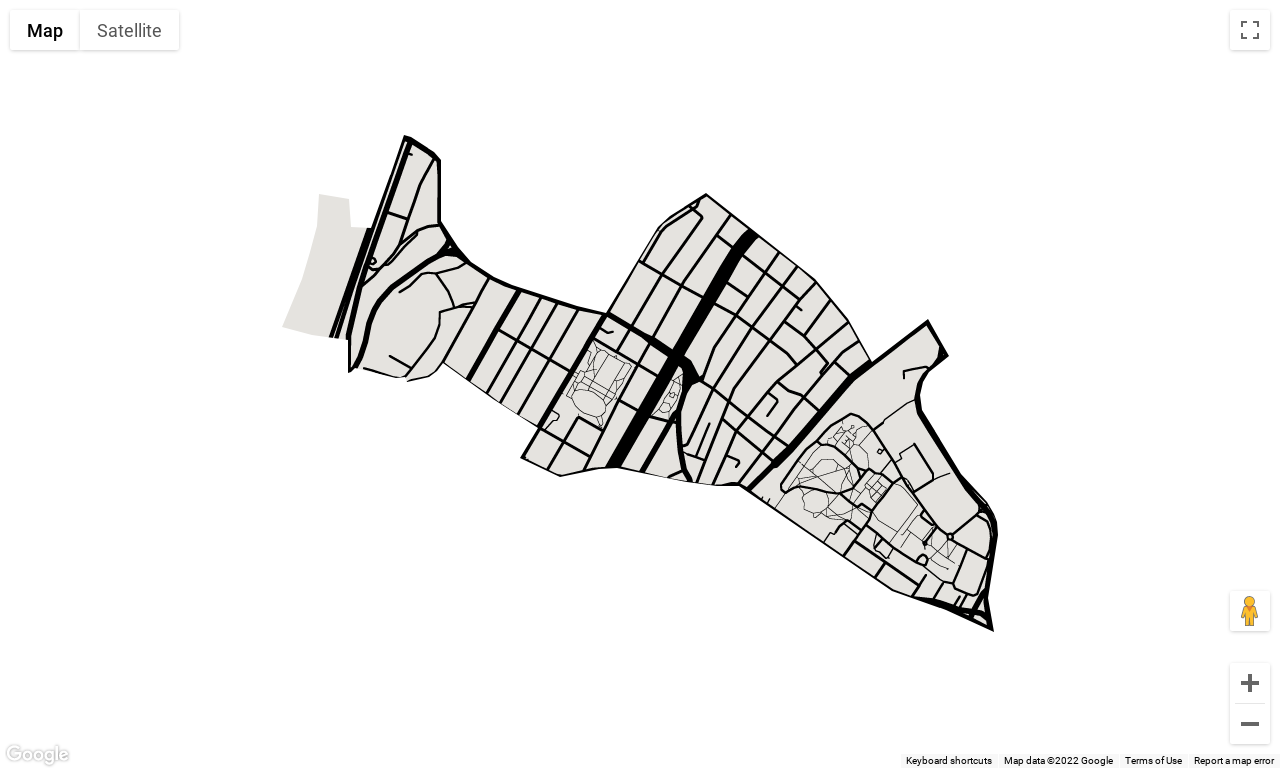 Map
Satellite
Google
Keyboard shortcuts
Map data ©2022 Google
Terms of Use
Report a map error